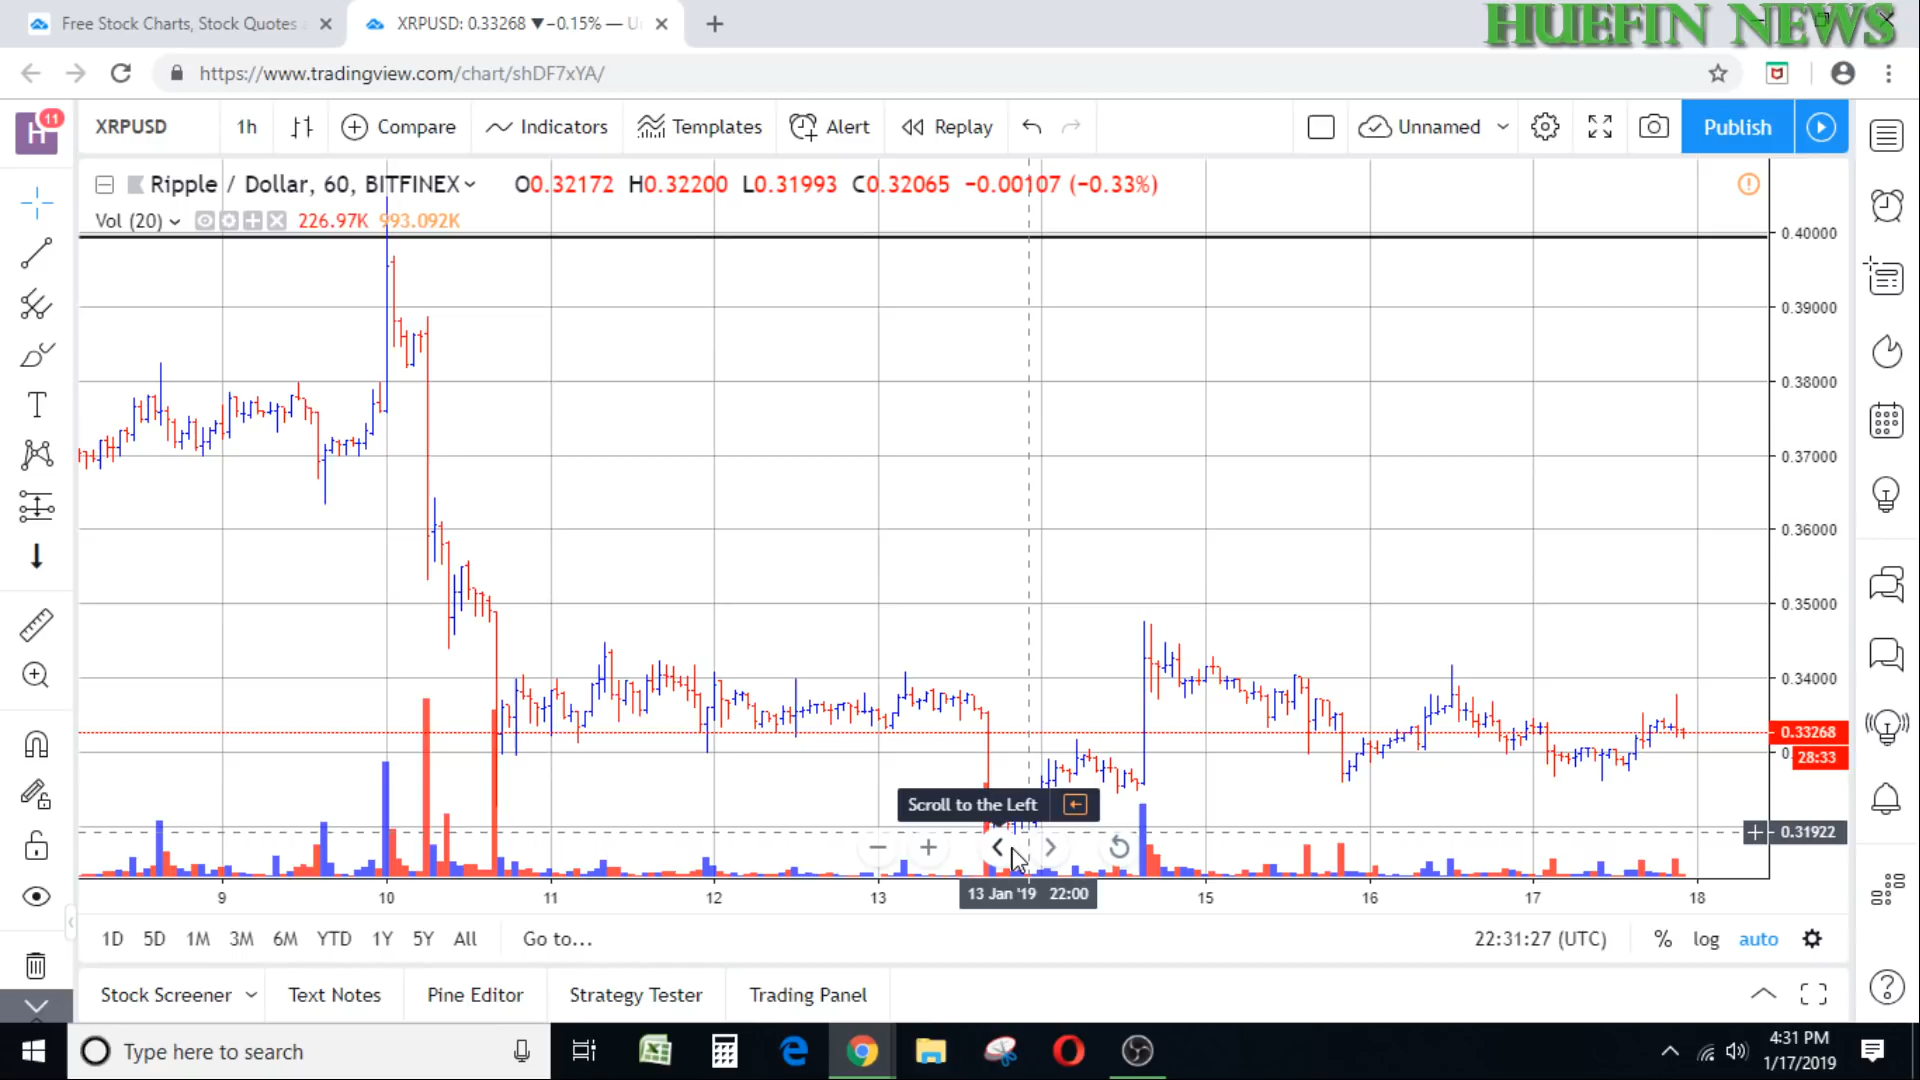 Free Stock Charts, Stock Quotes
XRPUSD: 0.33268 ▼−0.15% — U
HUEFIN NEWS
https://www.tradingview.com/chart/shDF7xYA/
H 11
XRPUSD 1h Compare Indicators Templates Alert Replay Unnamed Publish
Ripple / Dollar, 60, BITFINEX O0.32172 H0.32200 L0.31993 C0.32065 −0.00107 (−0.33%)
Vol (20) 226.97K 993.092K
0.40000
0.39000
0.38000
0.37000
0.36000
0.35000
0.34000
0.33268
28:33
Scroll to the Left
0.31922
13 Jan '19 22:00
9 10 11 12 13 15 16 17 18
1D 5D 1M 3M 6M YTD 1Y 5Y All Go to... 22:31:27 (UTC) % log auto
Stock Screener Text Notes Pine Editor Strategy Tester Trading Panel
Type here to search
4:31 PM
1/17/2019